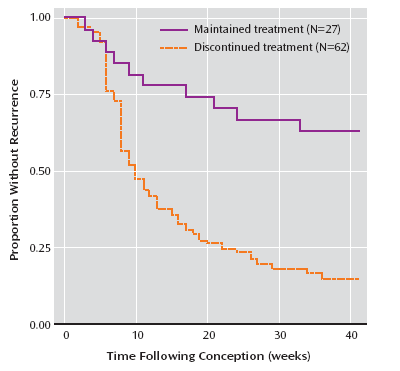 1.00
Maintained treatment (N=27)
Discontinued treatment (N=62)
0.75
Proportion Without Recurrence
0.50
0.25
0.00
0 10 20 30 40
Time Following Conception (weeks)